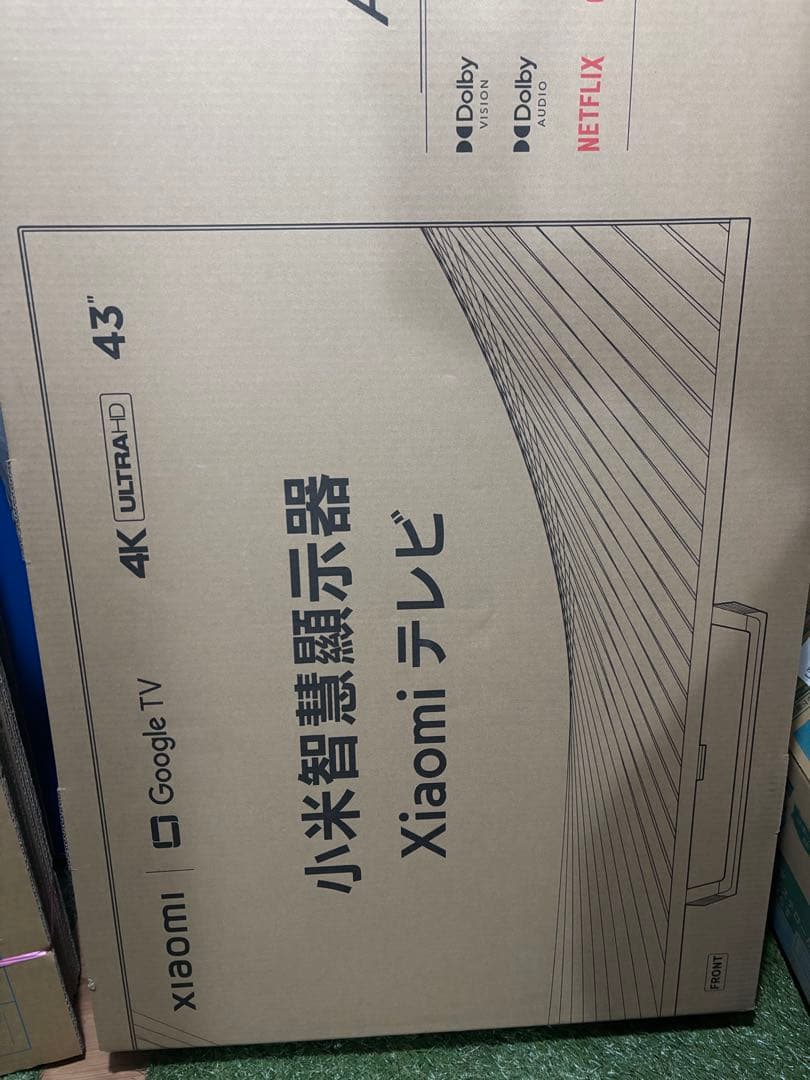 xiaomi | Google TV 4K ULTRAHD 43"
小米智慧顯示器
Xiaomi テレビ
FRONT
Dolby
VISION
Dolby
AUDIO
NETFLIX